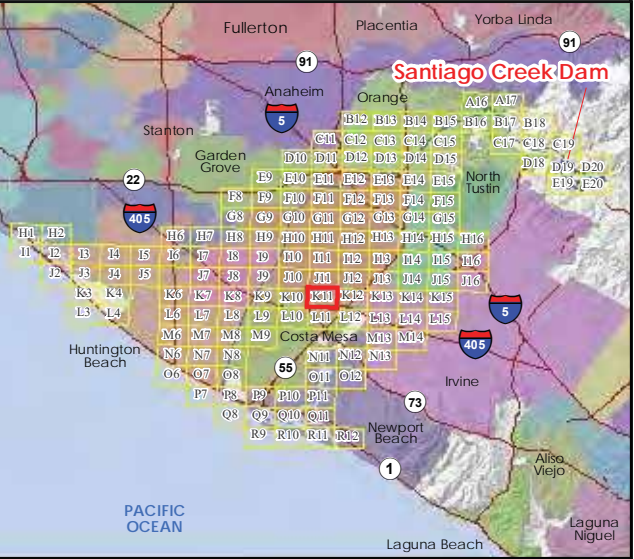 Yorba Linda
Fullerton
Placentia
91
91
Santiago Creek Dam
Anaheim
Orange
A16 A17
5
B12 B13 B14 B15 B16 B17 B18
Stanton
C11 C12 C13 C14 C15 C17 C18 C19
Garden
Grove
D10 D11 D12 D13 D14 D15 D18 D19 D20
E9 E10 E11 E12 E13 E14 E15 E19 E20
North
Tustin
22
F8 F9 F10 F11 F12 F13 F14 F15
405
G8 G9 G10 G11 G12 G13 G14 G15
H1 H2 H6 H7 H8 H9 H10 H11 H12 H13 H14 H15 H16
I1 I2 I3 I4 I5 I6 I7 I8 I9 I10 I11 I12 I13 I14 I15 I16
J2 J3 J4 J5 J7 J8 J9 J10 J11 J12 J13 J14 J15 J16
K3 K4 K6 K7 K8 K9 K10 K11 K12 K13 K14 K15
5
L3 L4 L6 L7 L8 L9 L10 L11 L12 L13 L14 L15
M6 M7 M8 M9 Costa Mesa M13 M14
405
Huntington
Beach
N6 N7 N8 N11 N12 N13
55
O6 O7 O8 O11 O12
Irvine
P7 P8 P9 P10 P11
73
Q8 Q9 Q10 Q11
Newport
Beach
R9 R10 R11 R12
1
Aliso
Viejo
PACIFIC
OCEAN
Laguna
Niguel
Laguna Beach